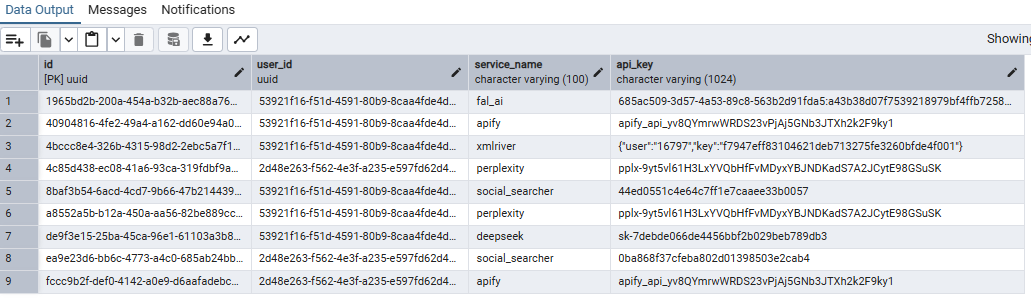 Data Output Messages Notifications
Showing
id user_id service_name api_key
[PK] uuid uuid character varying (100) character varying (1024)
1 1965bd2b-200a-454a-b32b-aec88a76... 53921f16-f51d-4591-80b9-8caa4fde4d... fal_ai 685ac509-3d57-4a53-89c8-563b2d91fda5:a43b38d07f7539218979bf4ffb7258...
2 40904816-4fe2-49a4-a162-dd60e94a0... 53921f16-f51d-4591-80b9-8caa4fde4d... apify apify_api_yv8QYmrwWRDS23vPjAj5GNb3JTXh2k2F9ky1
3 4bccc8e4-326b-4315-98d2-2ebc5a7f1... 53921f16-f51d-4591-80b9-8caa4fde4d... xmlriver {"user":"16797","key":"f7947eff83104621deb713275fe3260bfde4f001"}
4 4c85d438-ec08-41a6-93ca-319fdbf9a... 2d48e263-f562-4e3f-a235-e597fd62d4... perplexity 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
5 8baf3b54-6acd-4cd7-9b66-47b214439... 53921f16-f51d-4591-80b9-8caa4fde4d... social_searcher 44ed0551c4e64c7ff1e7caaee33b0057
6 a8552a5b-b12a-450a-aa56-82be889cc... 53921f16-f51d-4591-80b9-8caa4fde4d... perplexity 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
7 de9f3e15-25ba-45ca-96e1-61103a3b8... 53921f16-f51d-4591-80b9-8caa4fde4d... deepseek sk-7debde066de4456bbf2b029beb789db3
8 ea9e23d6-bb6c-4773-a4c0-685ab24bb... 2d48e263-f562-4e3f-a235-e597fd62d4... social_searcher 0ba868f37cfeba802d01398503e2cab4
9 fccc9b2f-def0-4142-a0e9-d6aafadebc... 2d48e263-f562-4e3f-a235-e597fd62d4... apify apify_api_yv8QYmrwWRDS23vPjAj5GNb3JTXh2k2F9ky1